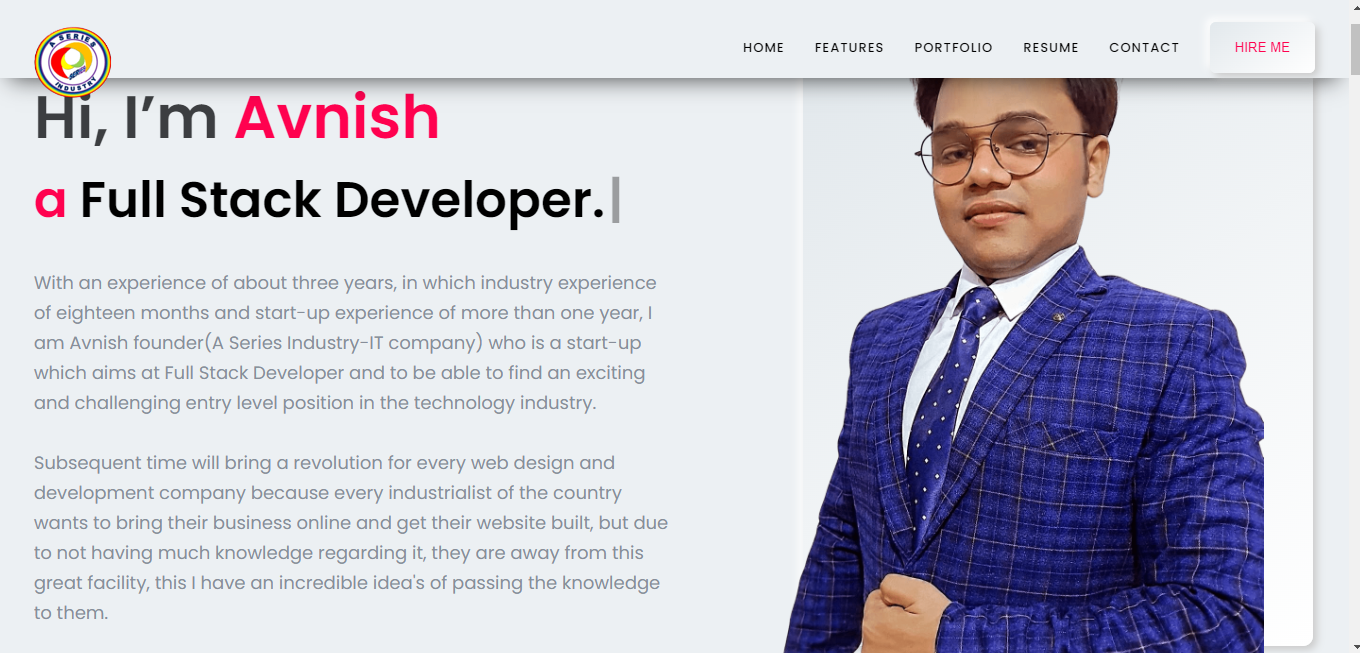 A SERIES
SERIES
INDUSTRY
HOME
FEATURES
PORTFOLIO
RESUME
CONTACT
HIRE ME
Hi, I’m Avnish
a Full Stack Developer.
With an experience of about three years, in which industry experience
of eighteen months and start-up experience of more than one year, I
am Avnish founder(A Series Industry-IT company) who is a start-up
which aims at Full Stack Developer and to be able to find an exciting
and challenging entry level position in the technology industry.
Subsequent time will bring a revolution for every web design and
development company because every industrialist of the country
wants to bring their business online and get their website built, but due
to not having much knowledge regarding it, they are away from this
great facility, this I have an incredible idea's of passing the knowledge
to them.